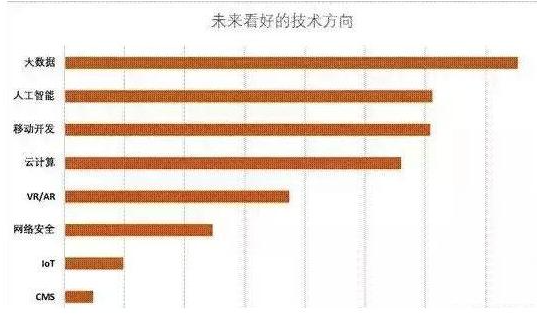 未来看好的技术方向
大数据
人工智能
移动开发
云计算
VR/AR
网络安全
IoT
CMS